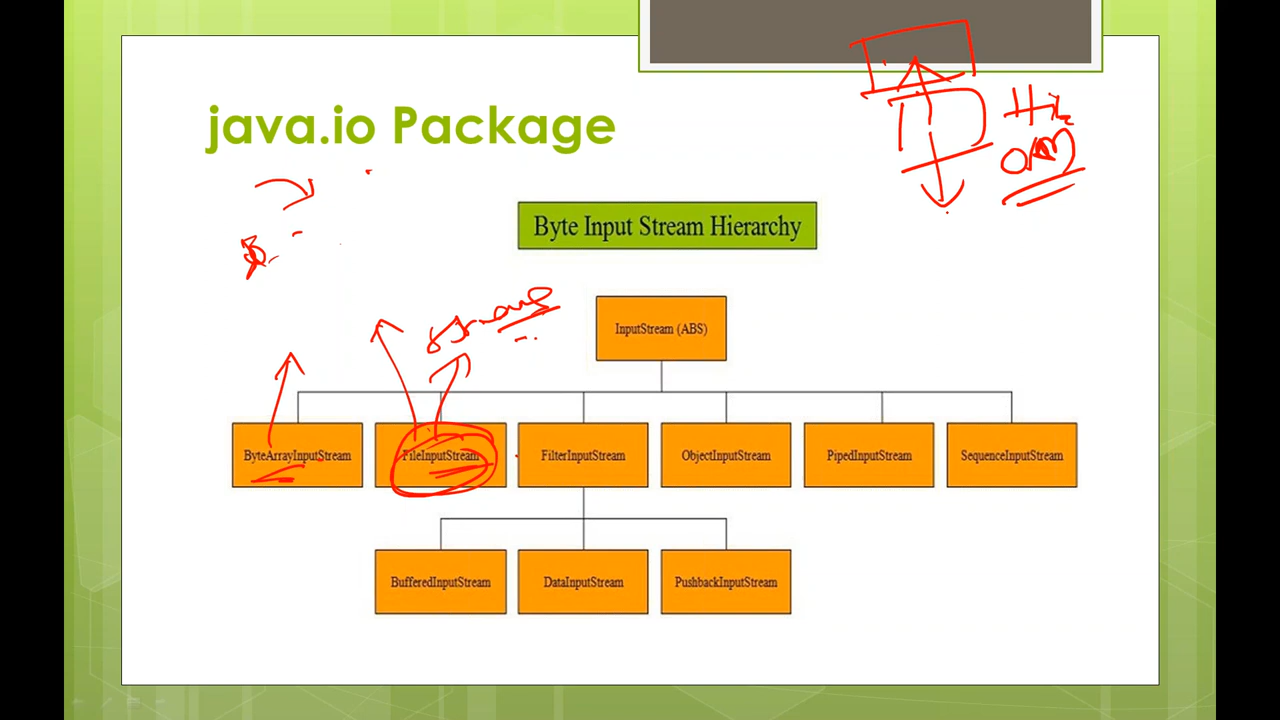 java.io Package
Byte Input Stream Hierarchy
InputStream (ABS)
ByteArrayInputStream FileInputStream FilterInputStream ObjectInputStream PipedInputStream SequenceInputStream
BufferedInputStream DataInputStream PushbackInputStream